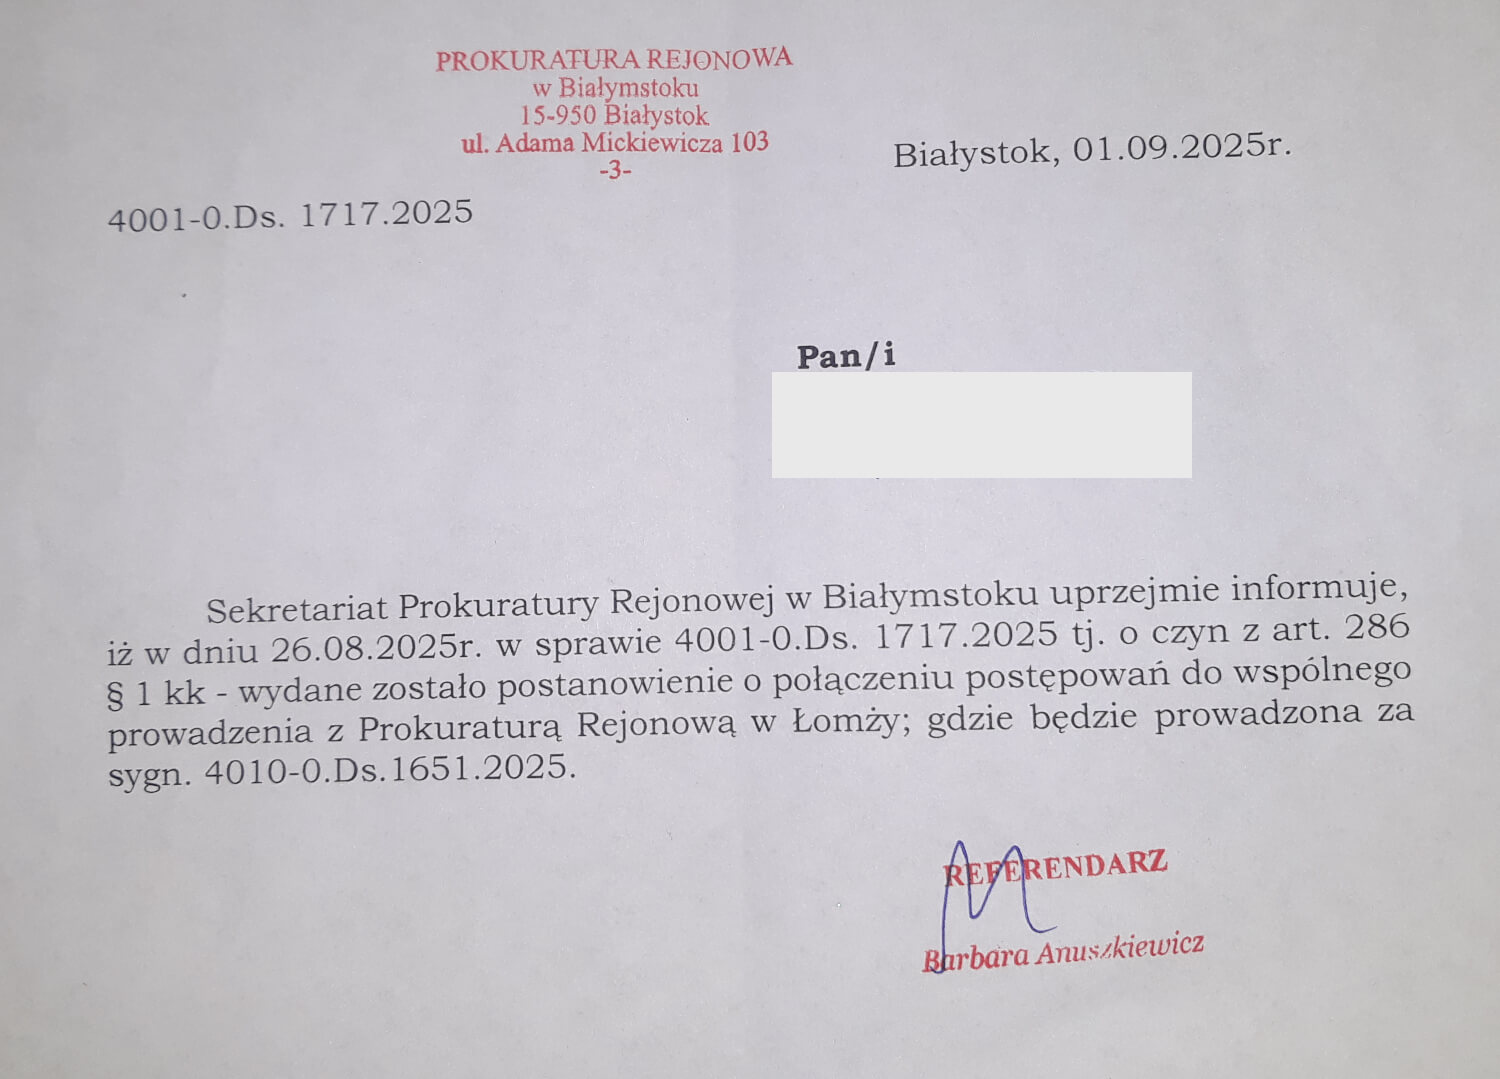 PROKURATURA REJONOWA
w Białymstoku
15-950 Białystok
ul. Adama Mickiewicza 103
-3-
Białystok, 01.09.2025r.
4001-0.Ds. 1717.2025
Pan/i
Sekretariat Prokuratury Rejonowej w Białymstoku uprzejmie informuje,
iż w dniu 26.08.2025r. w sprawie 4001-0.Ds. 1717.2025 tj. o czyn z art. 286
§ 1 kk - wydane zostało postanowienie o połączeniu postępowań do wspólnego
prowadzenia z Prokuraturą Rejonową w Łomży; gdzie będzie prowadzona za
sygn. 4010-0.Ds.1651.2025.
REFERENDARZ
Barbara Anuszkiewicz